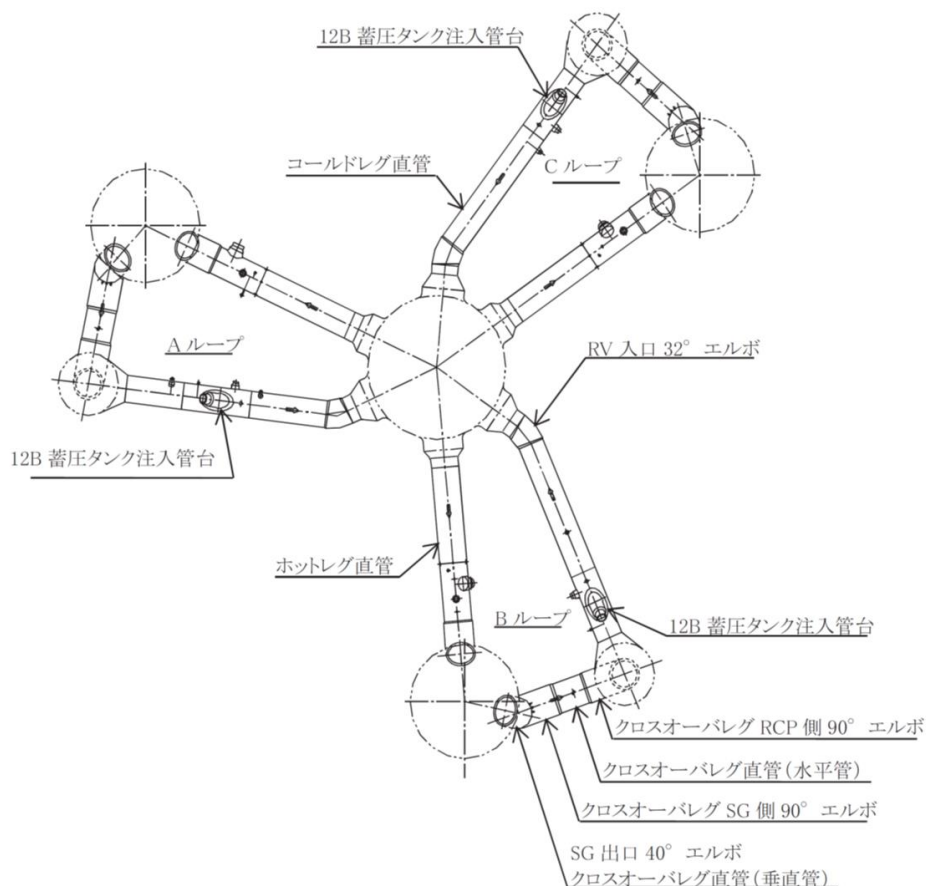 12B 蓄圧タンク注入管台
コールドレグ直管
C ループ
A ループ
RV 入口 32° エルボ
12B 蓄圧タンク注入管台
ホットレグ直管
B ループ
12B 蓄圧タンク注入管台
クロスオーバレグ RCP 側 90° エルボ
クロスオーバレグ直管(水平管)
クロスオーバレグ SG 側 90° エルボ
SG 出口 40° エルボ
クロスオーバレグ直管(垂直管)